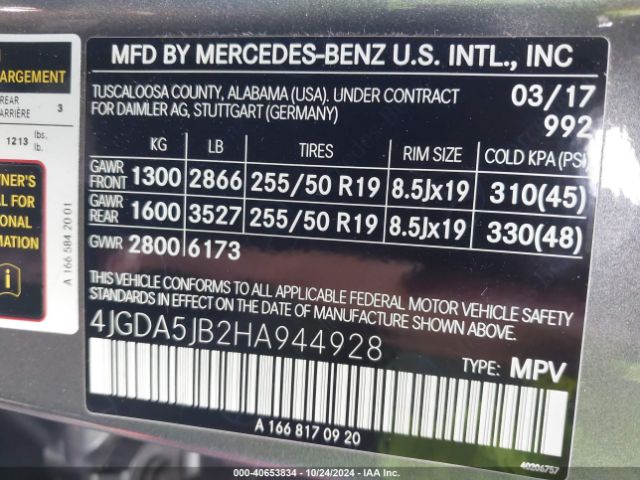 MFD BY MERCEDES-BENZ U.S. INTL., INC
TUSCALOOSA COUNTY, ALABAMA (USA). UNDER CONTRACT
FOR DAIMLER AG, STUTTGART (GERMANY)
03/17
992
KG LB TIRES RIM SIZE COLD KPA (PSI)
GAWR FRONT 1300 2866 255/50 R19 8.5Jx19 310(45)
GAWR REAR 1600 3527 255/50 R19 8.5Jx19 330(48)
GVWR 2800 6173
THIS VEHICLE CONFORMS TO ALL APPLICABLE FEDERAL MOTOR VEHICLE SAFETY
STANDARDS IN EFFECT ON THE DATE OF MANUFACTURE SHOWN ABOVE.
4JGDA5JB2HA944928
TYPE: MPV
A 166 817 09 20
40206757
ARGEMENT
REAR
ARRIÈRE 3
1213 lbs.
lb.
NER'S
L FOR
ONAL
MATION
A 166 584 20 01
000-40653834 - 10/24/2024 - IAA Inc.